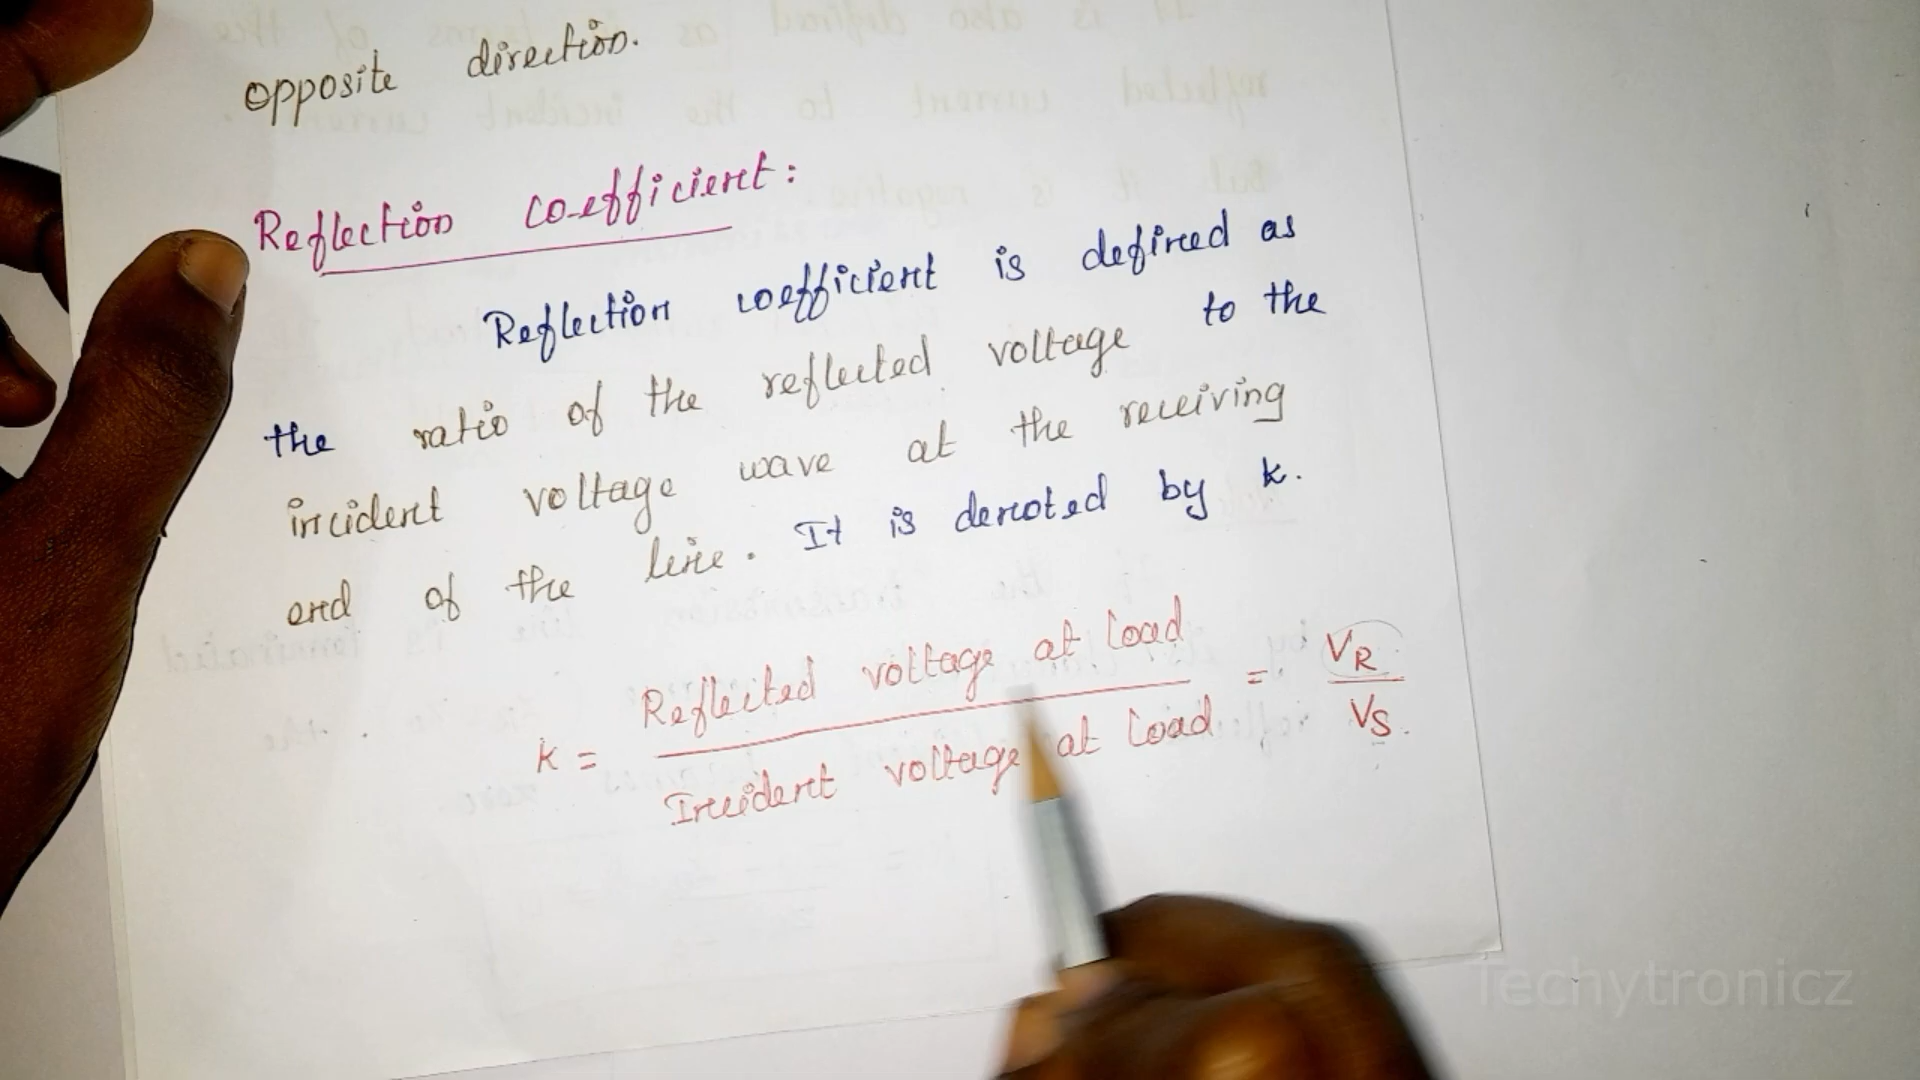 opposite direction.
Reflection co-efficient:
Reflection coefficient is defined as
the ratio of the reflected voltage to the
incident voltage wave at the receiving
end of the line. It is denoted by k.
k = Reflected voltage at load / Incident voltage at load = VR / VS.
Techytronicz